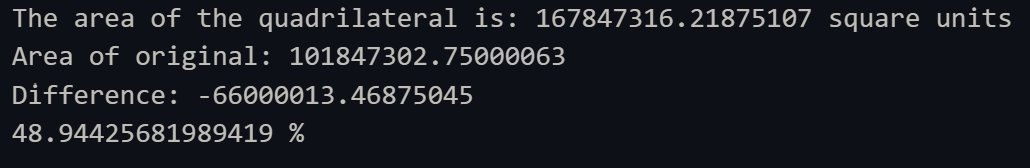 The area of the quadrilateral is: 167847316.21875107 square units
Area of original: 101847302.75000063
Difference: -66000013.46875045
48.94425681989419 %